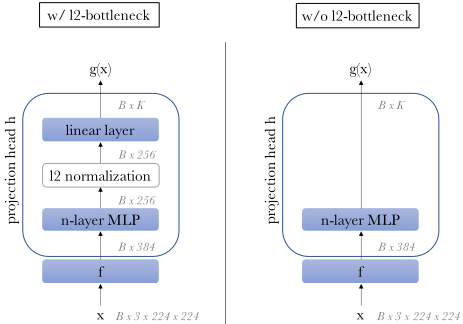 w/ l2-bottleneck
g(x)
B x K
linear layer
B x 256
l2 normalization
B x 256
n-layer MLP
B x 384
f
x B x 3 x 224 x 224
projection head h
w/o l2-bottleneck
g(x)
B x K
n-layer MLP
B x 384
f
x B x 3 x 224 x 224
projection head h